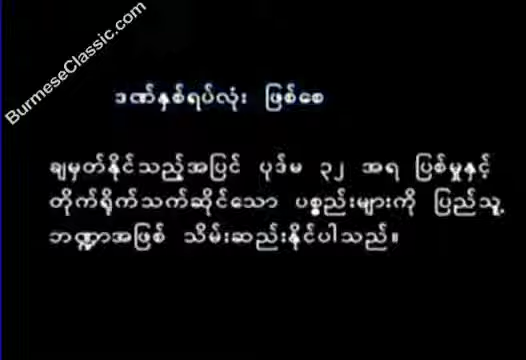 BurmeseClassic.com
ဒဏ်နှစ်ရပ်လုံး ဖြစ်စေ
ချမှတ်နိုင်သည့်အပြင် ပုဒ်မ ၃၂ အရ ပြစ်မှုနှင့်
တိုက်ရိုက်သက်ဆိုင်သော ပစ္စည်းများကို ပြည်သူ့
ဘဏ္ဍာအဖြစ် သိမ်းဆည်းနိုင်ပါသည်။